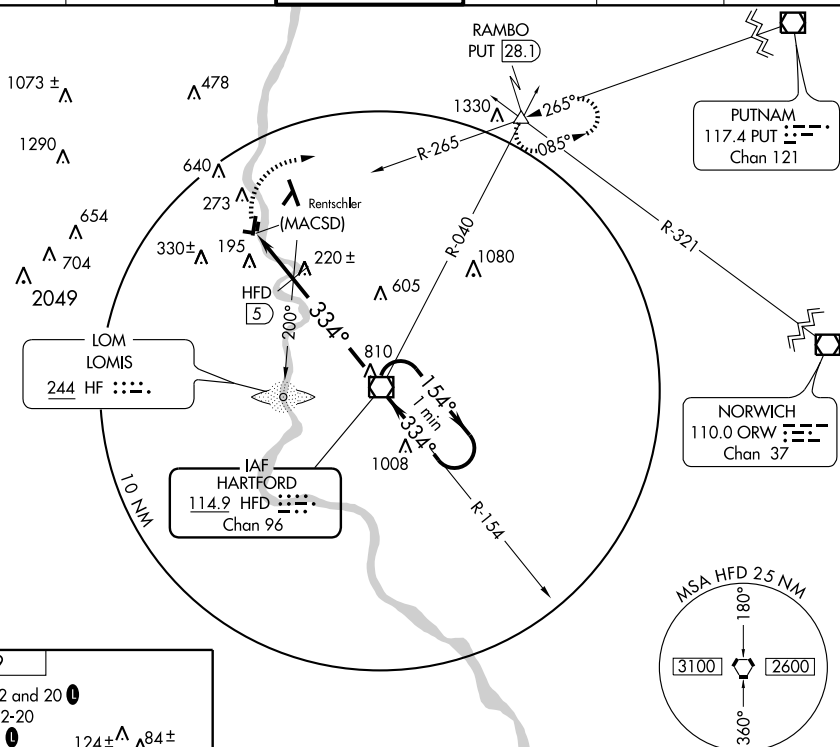 RAMBO
PUT 28.1
1073 ±
478
1330
265°
085°
R-265
PUTNAM
117.4 PUT
Chan 121
1290
640
273
Rentschler
(MACSD)
R-040
R-321
654
704
2049
330±
195
220 ±
1080
605
HFD
5
200°
334°
LOM
LOMIS
244 HF
810
154°
1 min
334°
1008
NORWICH
110.0 ORW
Chan 37
IAF
HARTFORD
114.9 HFD
Chan 96
10 NM
R-154
MSA HFD 25 NM
180°
3100
2600
360°
2 and 20 L
2-20
L
124±
84±